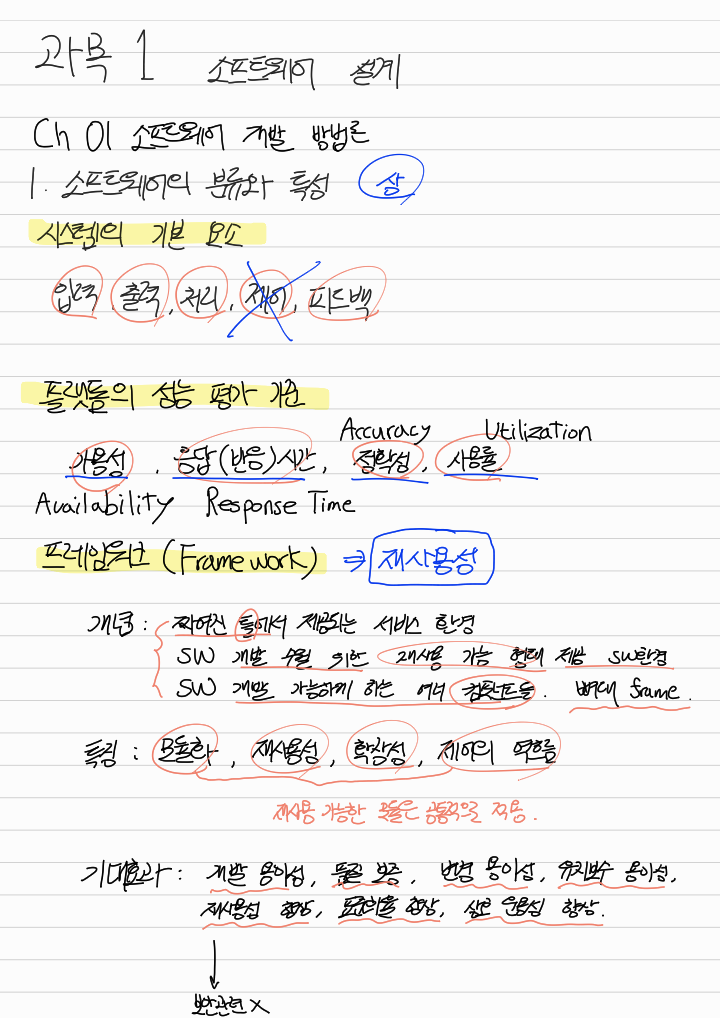 과목 1 소프트웨어 설계
Ch 01 소프트웨어 개발 방법론
1. 소프트웨어의 분류와 특성 상
시스템의 기본 요소
입력, 출력, 처리, 제어, 피드백
플랫폼의 성능 평가 기준
Accuracy Utilization
가용성, 응답(반응)시간, 정확성, 사용률
Availability Response Time
프레임워크 (Framework) ⇒ 재사용성
개념 : 짜여진 틀에서 제공되는 서비스 환경
SW 개발 수월 위한 재사용 가능 형태 제공 SW환경
SW 개발 가능하게 하는 여러 컴포넌트들. 뼈대 frame.
특징 : 모듈화, 재사용성, 확장성, 제어의 역흐름
재사용 가능한 모듈은 공통적으로 적용.
기대효과 : 개발 용이성, 품질 보증, 변경 용이성, 유지보수 용이성,
재사용성 향상, 표준화율 향상, 상호 운용성 향상.
↓
보안관련 X